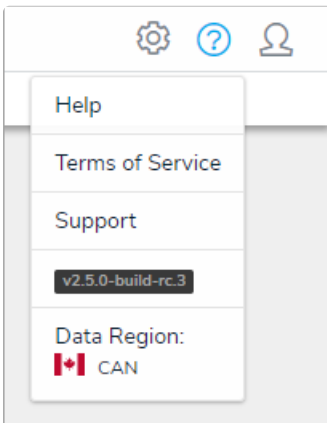 Help
Terms of Service
Support
v2.5.0-build-rc.3
Data Region:
CAN